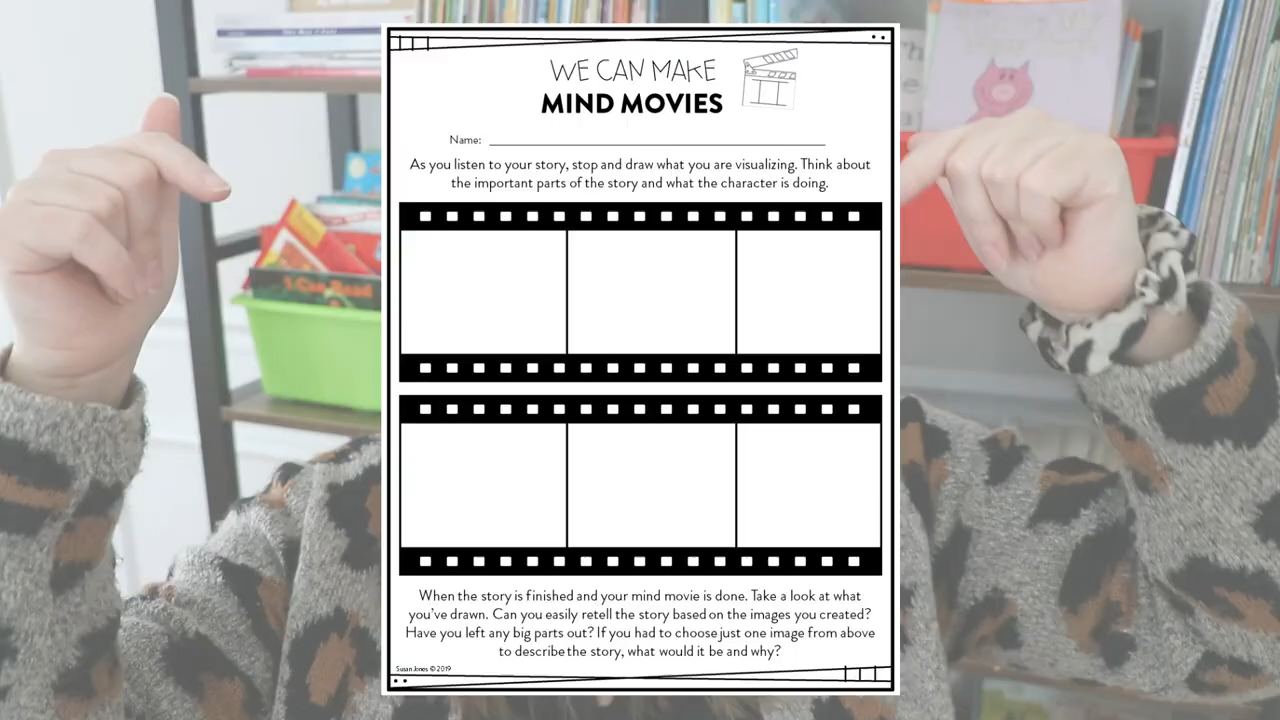 WE CAN MAKE
MIND MOVIES
Name:
As you listen to your story, stop and draw what you are visualizing. Think about
the important parts of the story and what the character is doing.
I Can Read
When the story is finished and your mind movie is done. Take a look at what
you've drawn. Can you easily retell the story based on the images you created?
Have you left any big parts out? If you had to choose just one image from above
to describe the story, what would it be and why?
Susan Jones © 2019